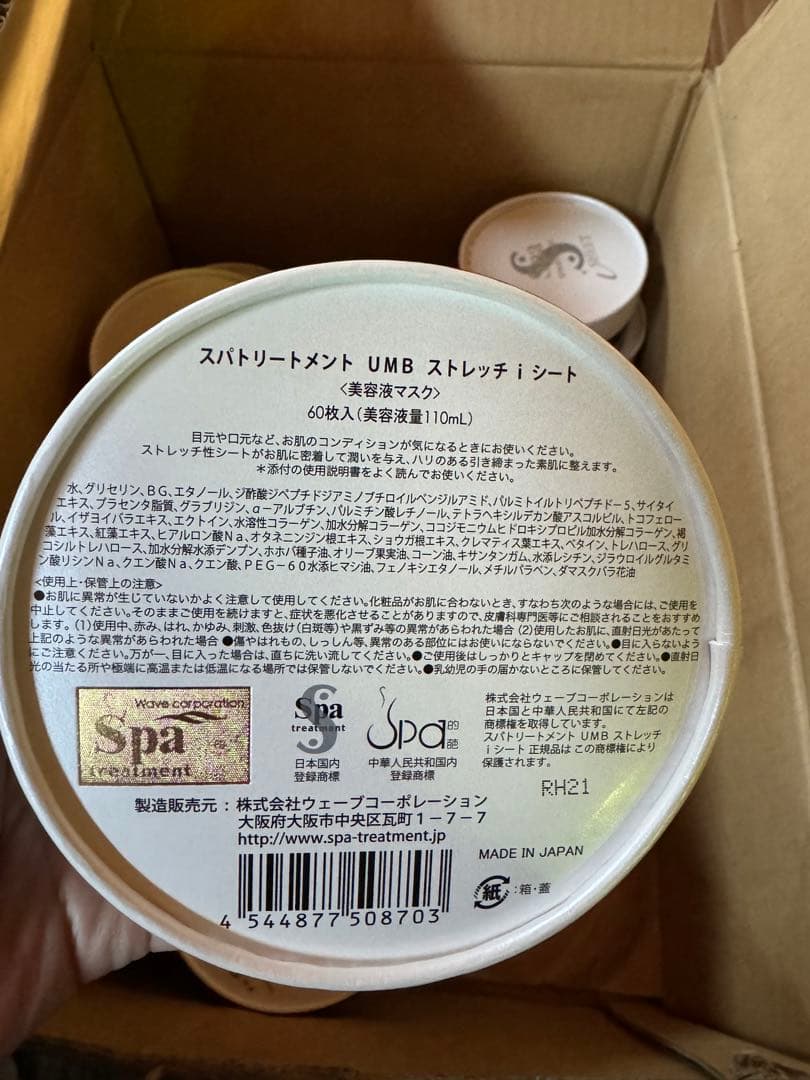 スパトリートメント UMB ストレッチ i シート
〈美容液マスク〉
60枚入（美容液量110mL）
目元や口元など、お肌のコンディションが気になるときにお使いください。
ストレッチ性シートがお肌に密着して潤いを与え、ハリのある引き締まった素肌に整えます。
＊添付の使用説明書をよく読んでお使いください。
水、グリセリン、BG、エタノール、ジ酢酸ジペプチドジアミノブチロイルベンジルアミド、パルミトイルトリペプチド－5、サイタイ
エキス、プラセンタ脂質、グラブリジン、α－アルブチン、パルミチン酸レチノール、テトラヘキシルデカン酸アスコルビル、トコフェロー
ル、イザヨイバラエキス、エクトイン、水溶性コラーゲン、加水分解コラーゲン、ココジモニウムヒドロキシプロピル加水分解コラーゲン、褐
藻エキス、紅藻エキス、ヒアルロン酸Na、オタネニンジン根エキス、ショウガ根エキス、クレマティス葉エキス、ベタイン、トレハロース、グリ
コシルトレハロース、加水分解水添デンプン、ホホバ種子油、オリーブ果実油、コーン油、キサンタンガム、水添レシチン、ジラウロイルグルタ
ミン酸リシンNa、クエン酸Na、クエン酸、PEG－60水添ヒマシ油、フェノキシエタノール、メチルパラベン、ダマスクバラ花油
<使用上・保管上の注意>
●お肌に異常が生じていないかよく注意して使用してください。化粧品がお肌に合わないとき、すなわち次のような場合には、ご使用を
中止してください。そのままご使用を続けますと、症状を悪化させることがありますので、皮膚科専門医等にご相談されることをおすすめ
します。(1)使用中、赤み、はれ、かゆみ、刺激、色抜け(白斑等)や黒ずみ等の異常があらわれた場合 (2)使用したお肌に、直射日光があたって
上記のような異常があらわれた場合 ●傷やはれもの、しっしん等、異常のある部位にはお使いにならないでください。●目に入らないよう
にご注意ください。万が一、目に入った場合は、直ちに洗い流してください。●ご使用後はしっかりとキャップを閉めてください。●直射日
光の当たる所や極端に高温または低温になる場所では保管しないでください。●乳幼児の手の届かないところに保管してください。
Wave corporation
Spa
treatment
Spa
treatment
日本国内
登録商標
Spa的葩
中華人民共和国内
登録商標
株式会社ウェーブコーポレーションは
日本国と中華人民共和国にて左記の
商標権を取得しています。
スパトリートメント UMB ストレッチ
i シート 正規品は この商標権により
保護されます。
RH21
製造販売元：株式会社ウェーブコーポレーション
大阪府大阪市中央区瓦町1－7－7
http://www.spa-treatment.jp
MADE IN JAPAN
紙：箱・蓋
4 544877 508703